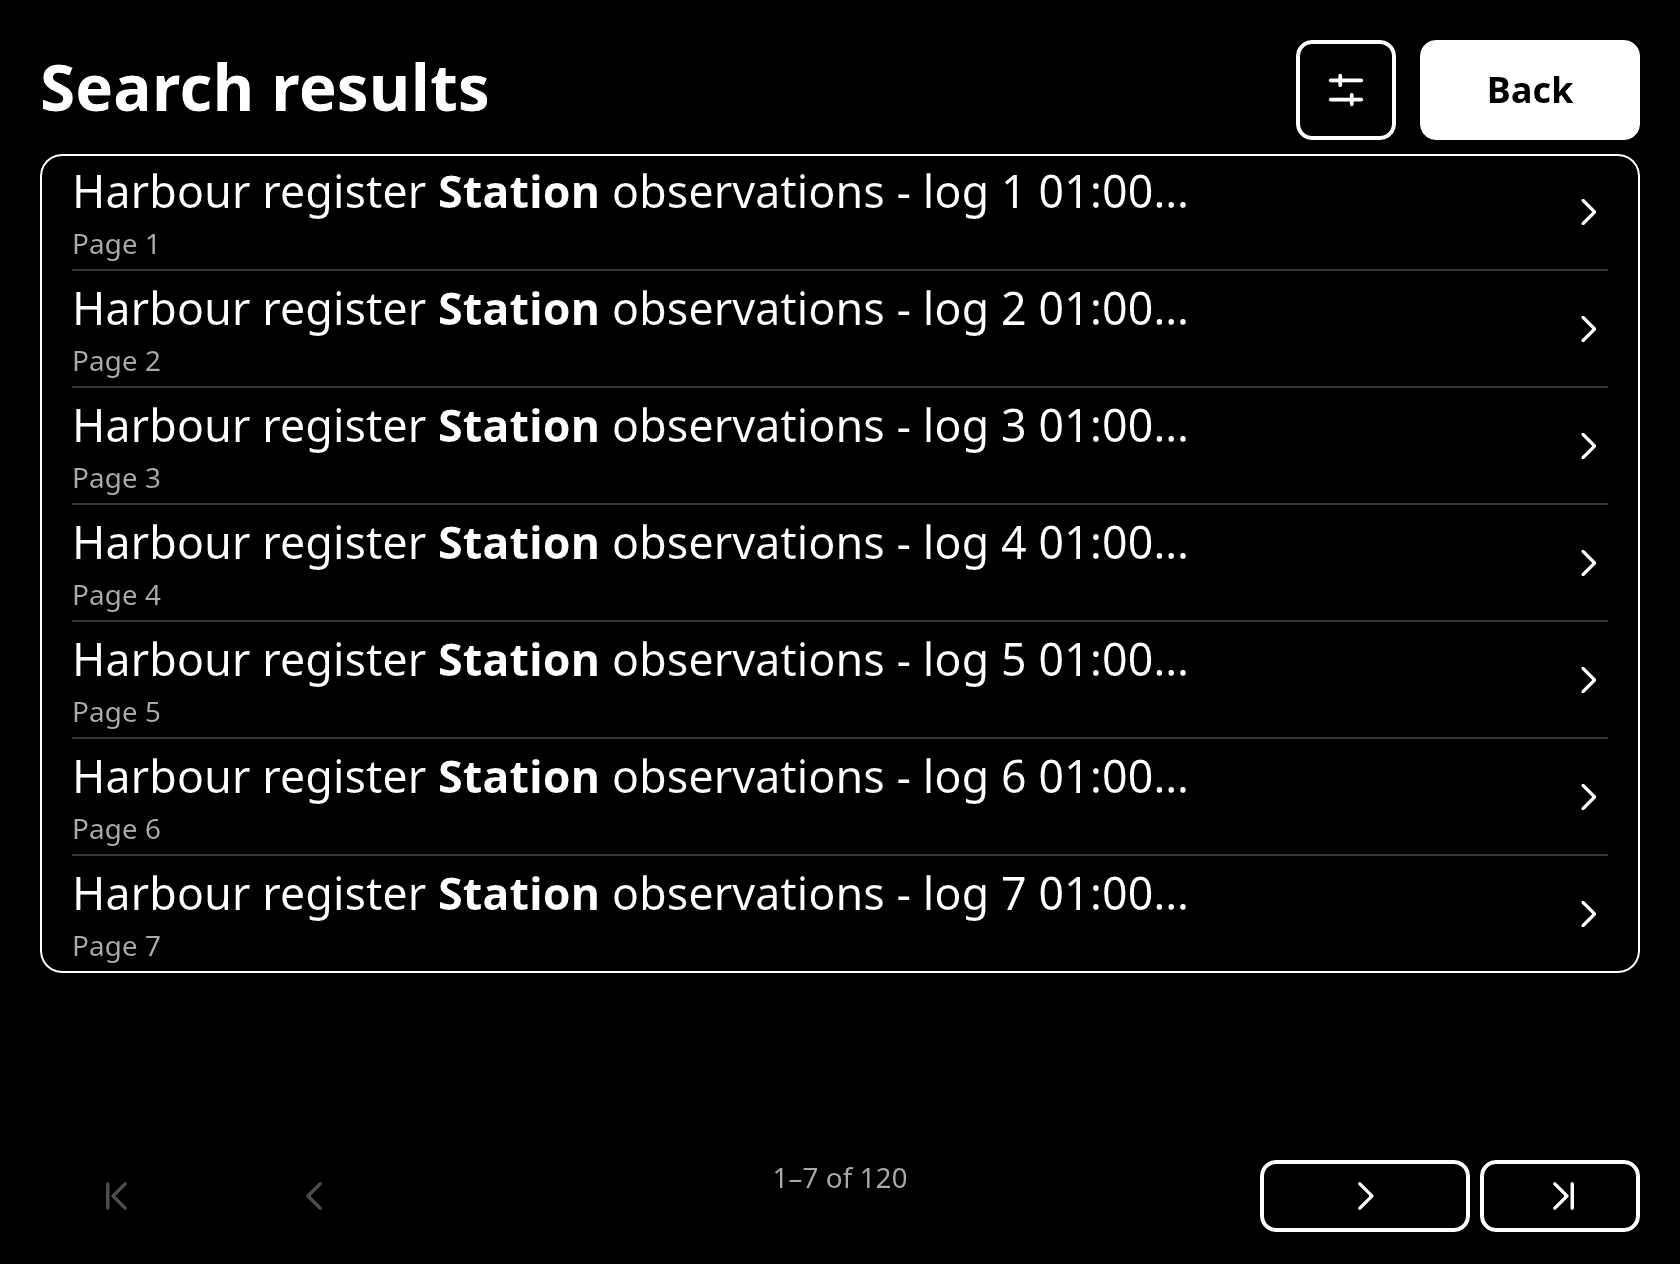 Search results
Back
Harbour register Station observations - log 1 01:00...
Page 1
Harbour register Station observations - log 2 01:00...
Page 2
Harbour register Station observations - log 3 01:00...
Page 3
Harbour register Station observations - log 4 01:00...
Page 4
Harbour register Station observations - log 5 01:00...
Page 5
Harbour register Station observations - log 6 01:00...
Page 6
Harbour register Station observations - log 7 01:00...
Page 7
1–7 of 120